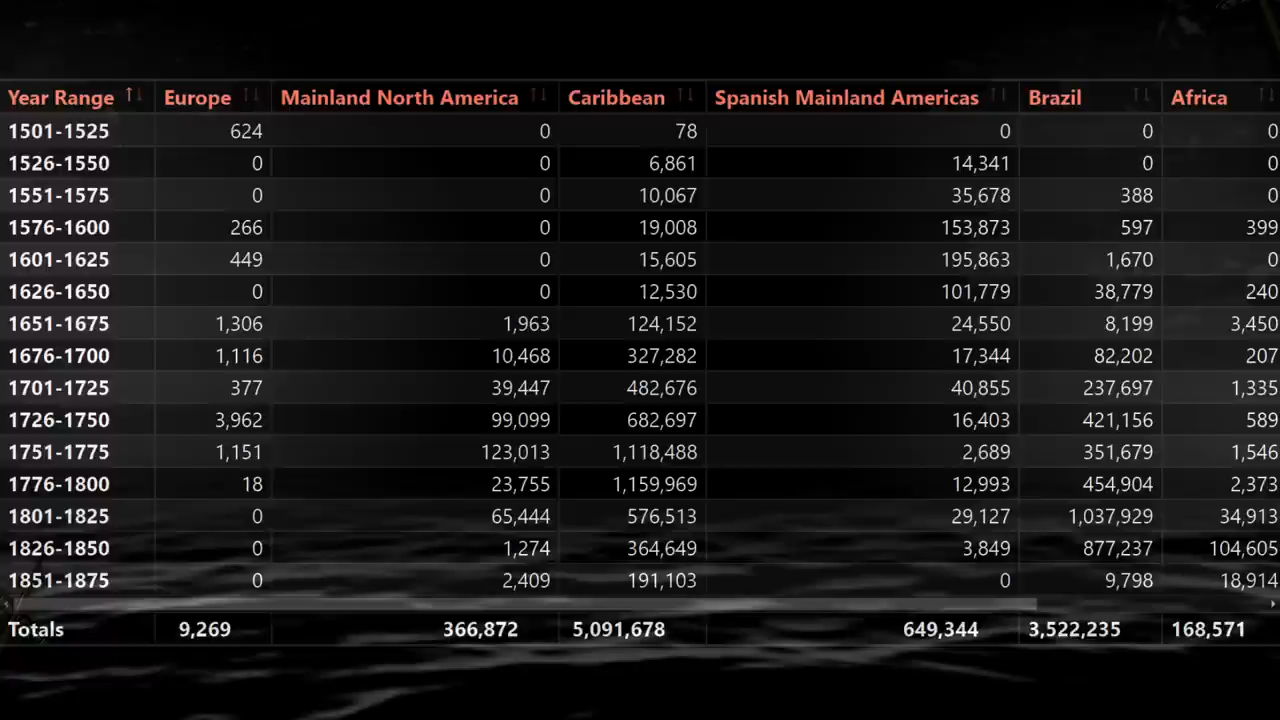 Year Range Europe Mainland North America Caribbean Spanish Mainland Americas Brazil Africa
1501-1525 624 0 78 0 0 0
1526-1550 0 0 6,861 14,341 0 0
1551-1575 0 0 10,067 35,678 388 0
1576-1600 266 0 19,008 153,873 597 399
1601-1625 449 0 15,605 195,863 1,670 0
1626-1650 0 0 12,530 101,779 38,779 240
1651-1675 1,306 1,963 124,152 24,550 8,199 3,450
1676-1700 1,116 10,468 327,282 17,344 82,202 207
1701-1725 377 39,447 482,676 40,855 237,697 1,335
1726-1750 3,962 99,099 682,697 16,403 421,156 589
1751-1775 1,151 123,013 1,118,488 2,689 351,679 1,546
1776-1800 18 23,755 1,159,969 12,993 454,904 2,373
1801-1825 0 65,444 576,513 29,127 1,037,929 34,913
1826-1850 0 1,274 364,649 3,849 877,237 104,605
1851-1875 0 2,409 191,103 0 9,798 18,914
Totals 9,269 366,872 5,091,678 649,344 3,522,235 168,571